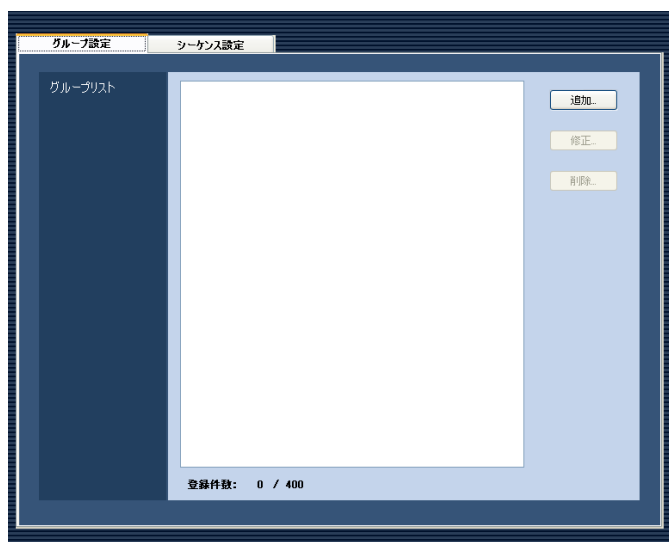 グループ設定 シーケンス設定
グループリスト
追加...
修正...
削除...
登録件数: 0 / 400